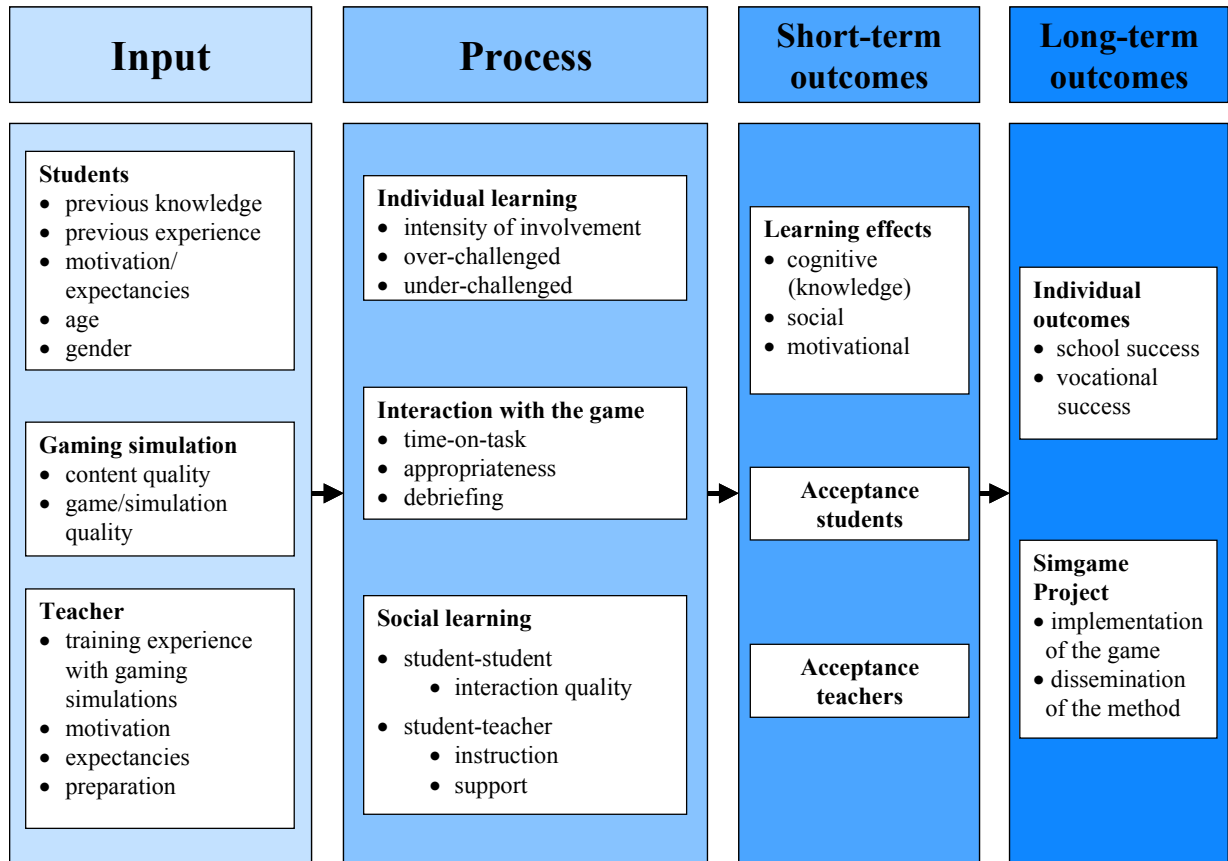 Input
Process
Short-term
outcomes
Long-term
outcomes
Students
• previous knowledge
• previous experience
• motivation/
expectancies
• age
• gender
Gaming simulation
• content quality
• game/simulation
quality
Teacher
• training experience
with gaming
simulations
• motivation
• expectancies
• preparation
Individual learning
• intensity of involvement
• over-challenged
• under-challenged
Interaction with the game
• time-on-task
• appropriateness
• debriefing
Social learning
• student-student
• interaction quality
• student-teacher
• instruction
• support
Learning effects
• cognitive
(knowledge)
• social
• motivational
Acceptance
students
Acceptance
teachers
Individual
outcomes
• school success
• vocational
success
Simgame
Project
• implementation
of the game
• dissemination
of the method